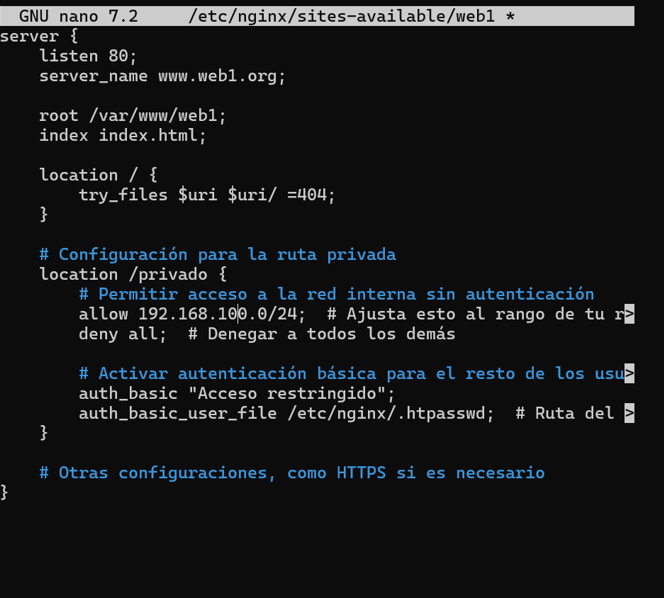 GNU nano 7.2     /etc/nginx/sites-available/web1 *
server {
    listen 80;
    server_name www.web1.org;

    root /var/www/web1;
    index index.html;

    location / {
        try_files $uri $uri/ =404;
    }

    # Configuración para la ruta privada
    location /privado {
        # Permitir acceso a la red interna sin autenticación
        allow 192.168.100.0/24;  # Ajusta esto al rango de tu r>
        deny all;  # Denegar a todos los demás

        # Activar autenticación básica para el resto de los usu>
        auth_basic "Acceso restringido";
        auth_basic_user_file /etc/nginx/.htpasswd;  # Ruta del >
    }

    # Otras configuraciones, como HTTPS si es necesario
}